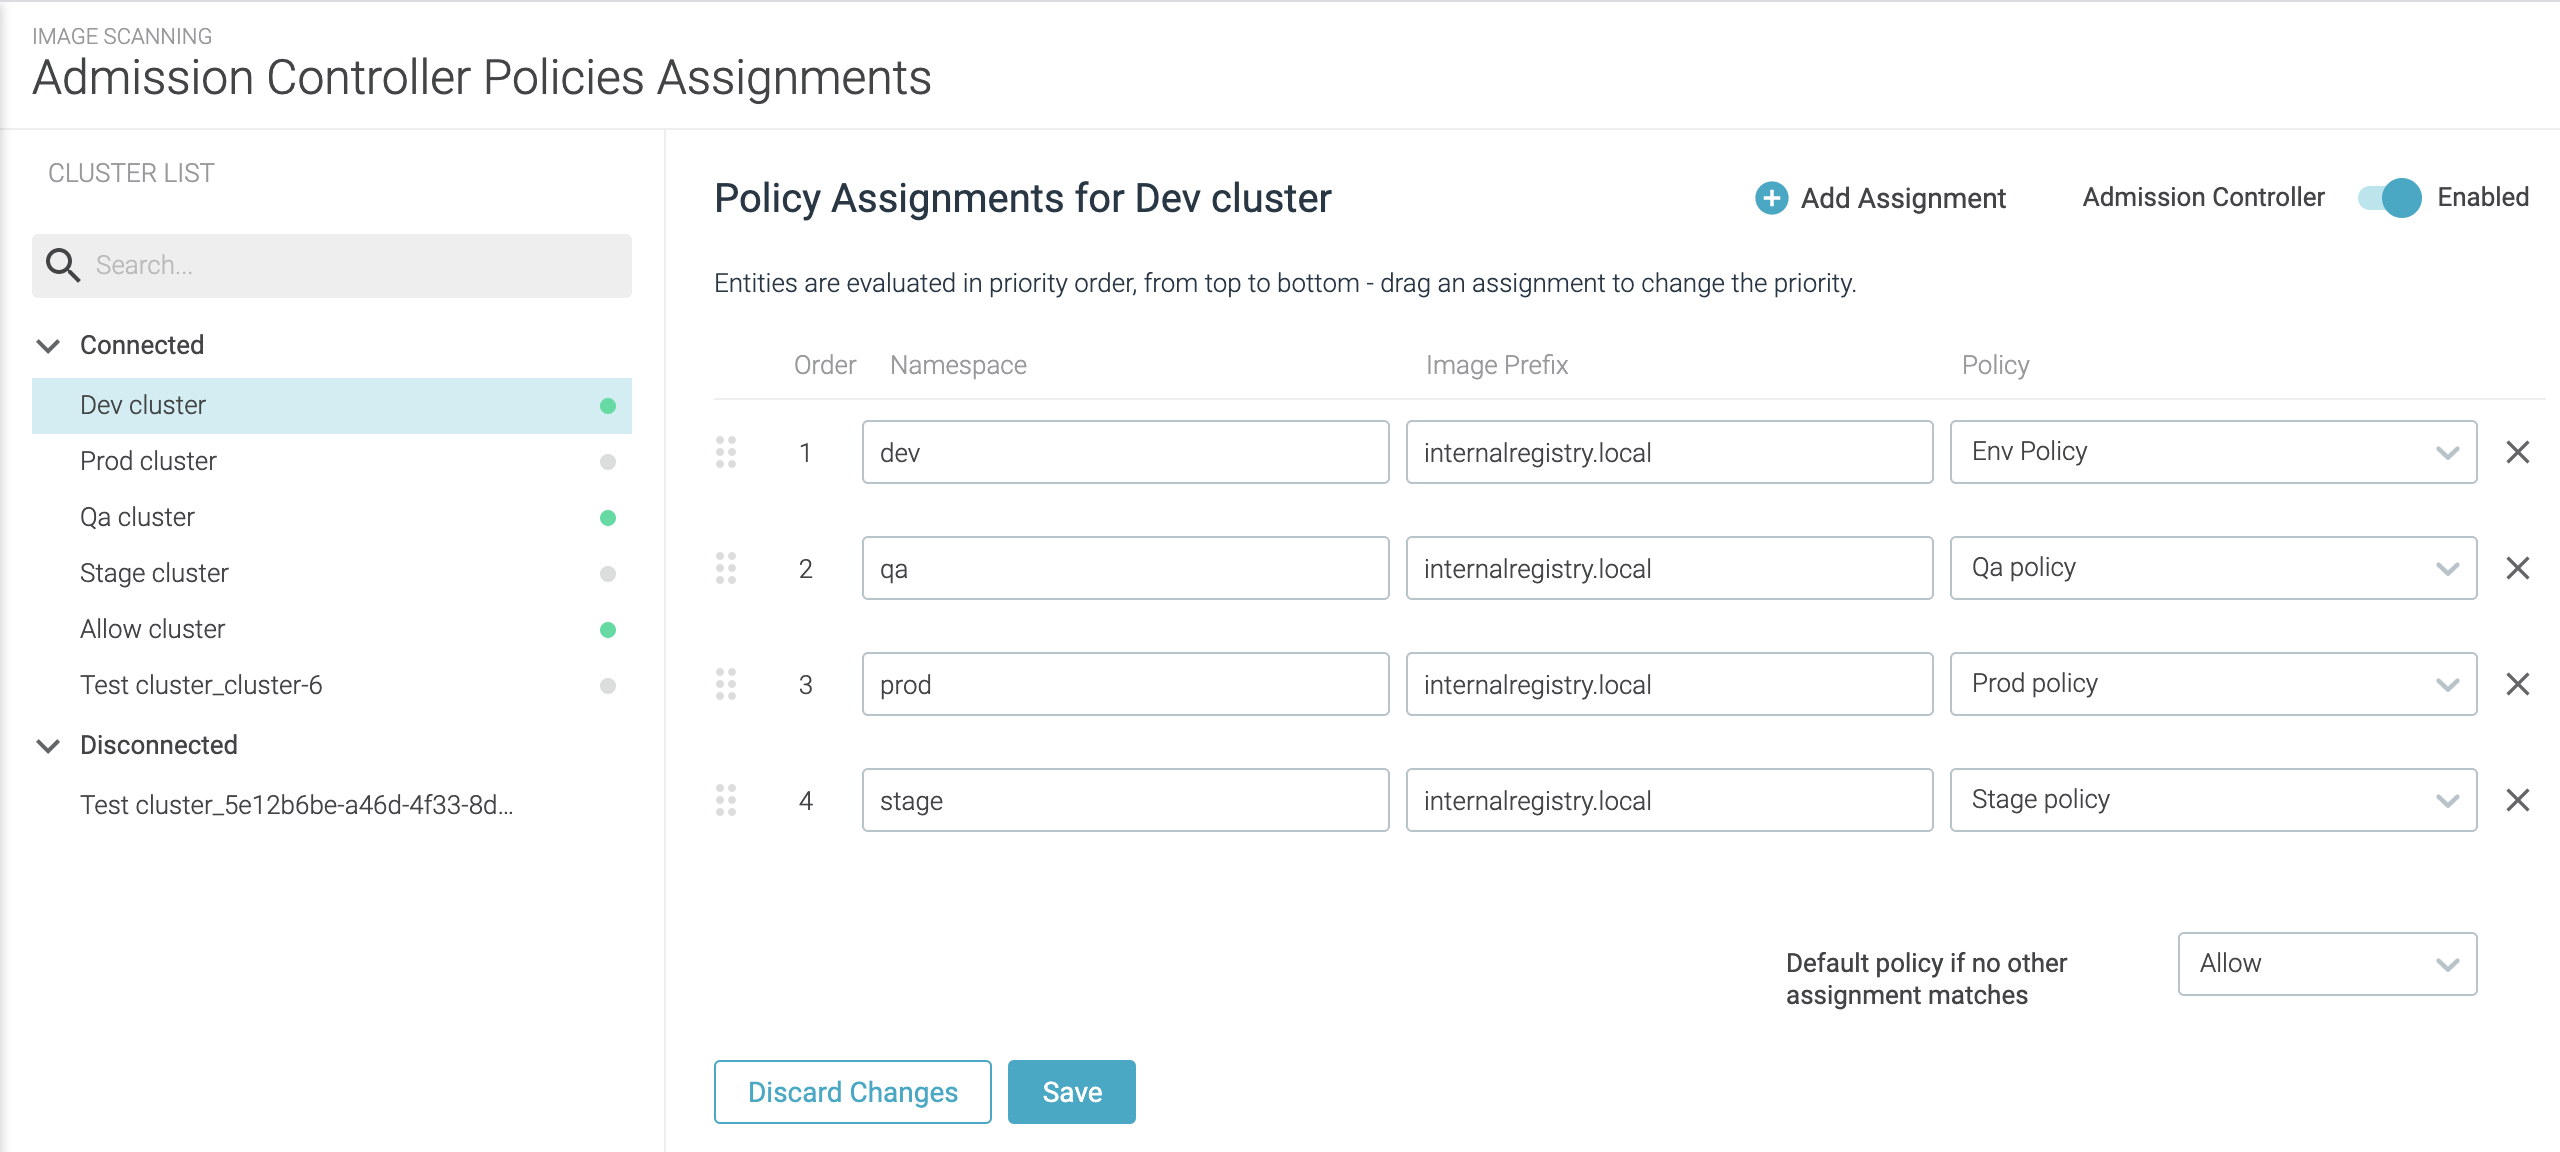 IMAGE SCANNING
Admission Controller Policies Assignments
CLUSTER LIST
Search...
Connected
Dev cluster
Prod cluster
Qa cluster
Stage cluster
Allow cluster
Test cluster_cluster-6
Disconnected
Test cluster_5e12b6be-a46d-4f33-8d...
Policy Assignments for Dev cluster
Add Assignment
Admission Controller
Enabled
Entities are evaluated in priority order, from top to bottom - drag an assignment to change the priority.
Order Namespace Image Prefix Policy
1 dev internalregistry.local Env Policy
2 qa internalregistry.local Qa policy
3 prod internalregistry.local Prod policy
4 stage internalregistry.local Stage policy
Default policy if no other
assignment matches
Allow
Discard Changes
Save